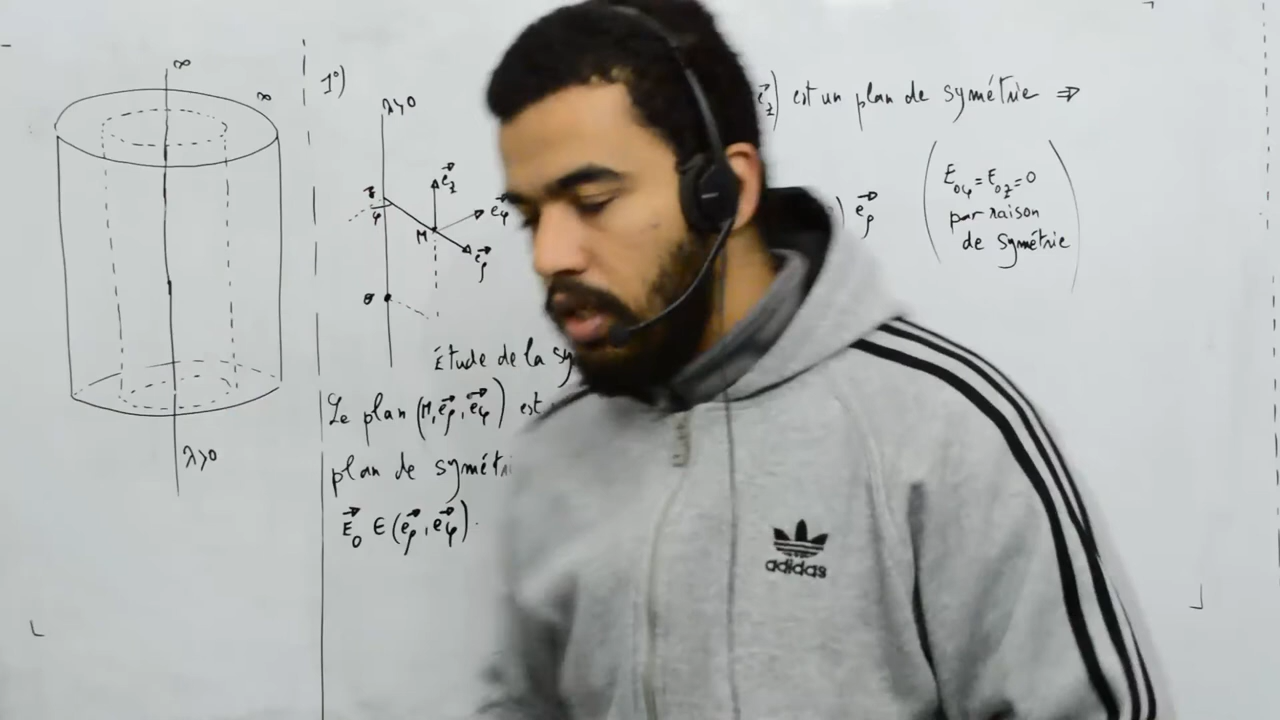 ∞
∞
λ>0
1°)
λ>0
z
φ
e⃗z
e⃗φ
M
e⃗ρ
O
Étude de la
Le plan (M, e⃗ρ, e⃗φ) est
plan de symétri
E⃗0 ∈ (e⃗ρ, e⃗φ).
e⃗z) est un plan de symétrie ⇒
) e⃗ρ
(E0φ = E0z = 0
par raison
de symétrie)
adidas